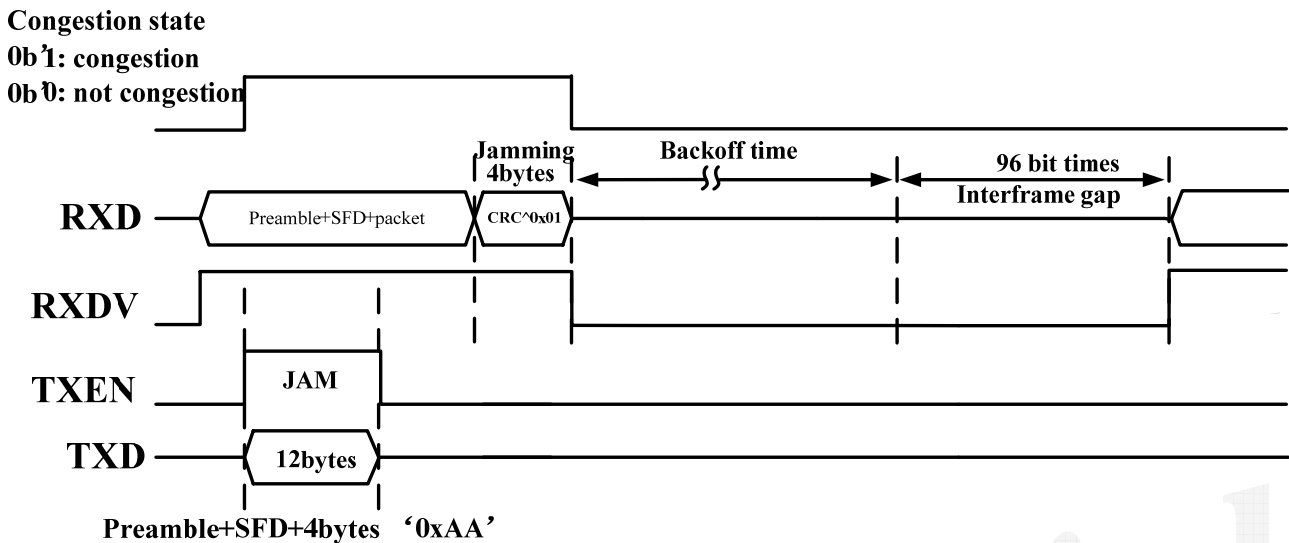 Congestion state
0b’1: congestion
0b’0: not congestion
Jamming
4bytes
Backoff time
96 bit times
Interframe gap
RXD
Preamble+SFD+packet
CRC^0x01
RXDV
TXEN
JAM
TXD
12bytes
Preamble+SFD+4bytes ‘0xAA’